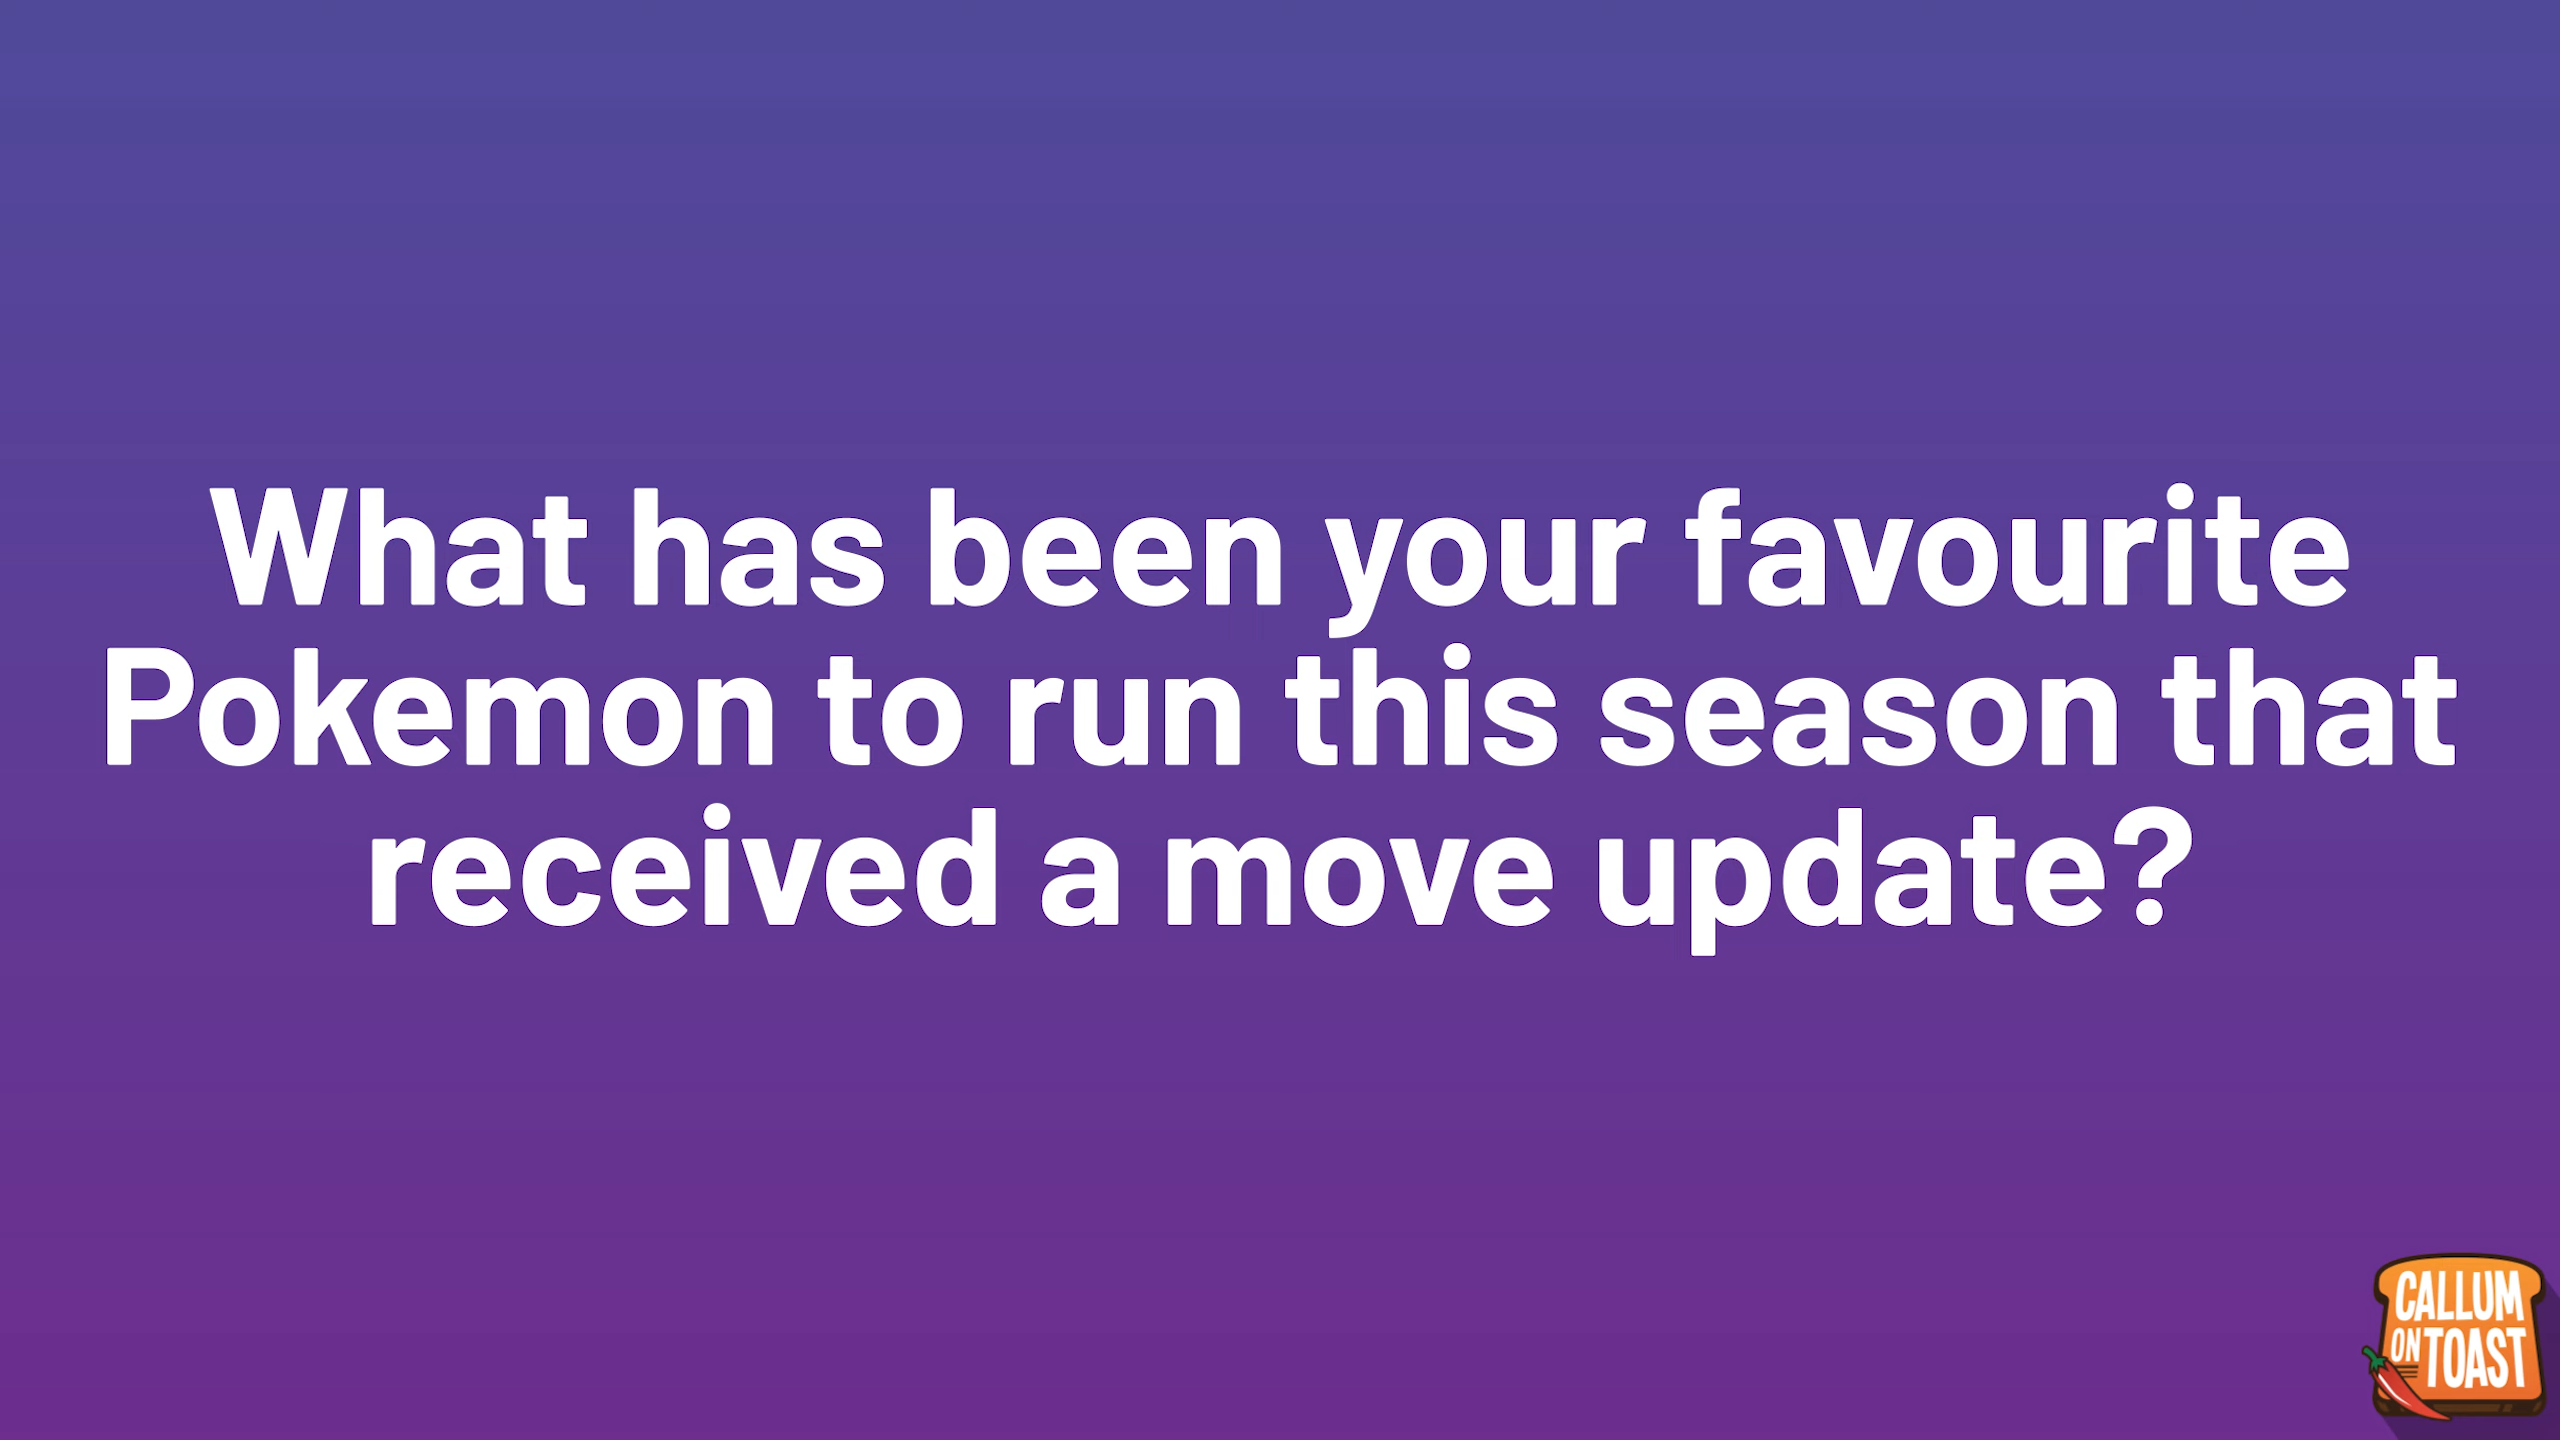 What has been your favourite
Pokemon to run this season that
received a move update?
CALLUM
ON TOAST